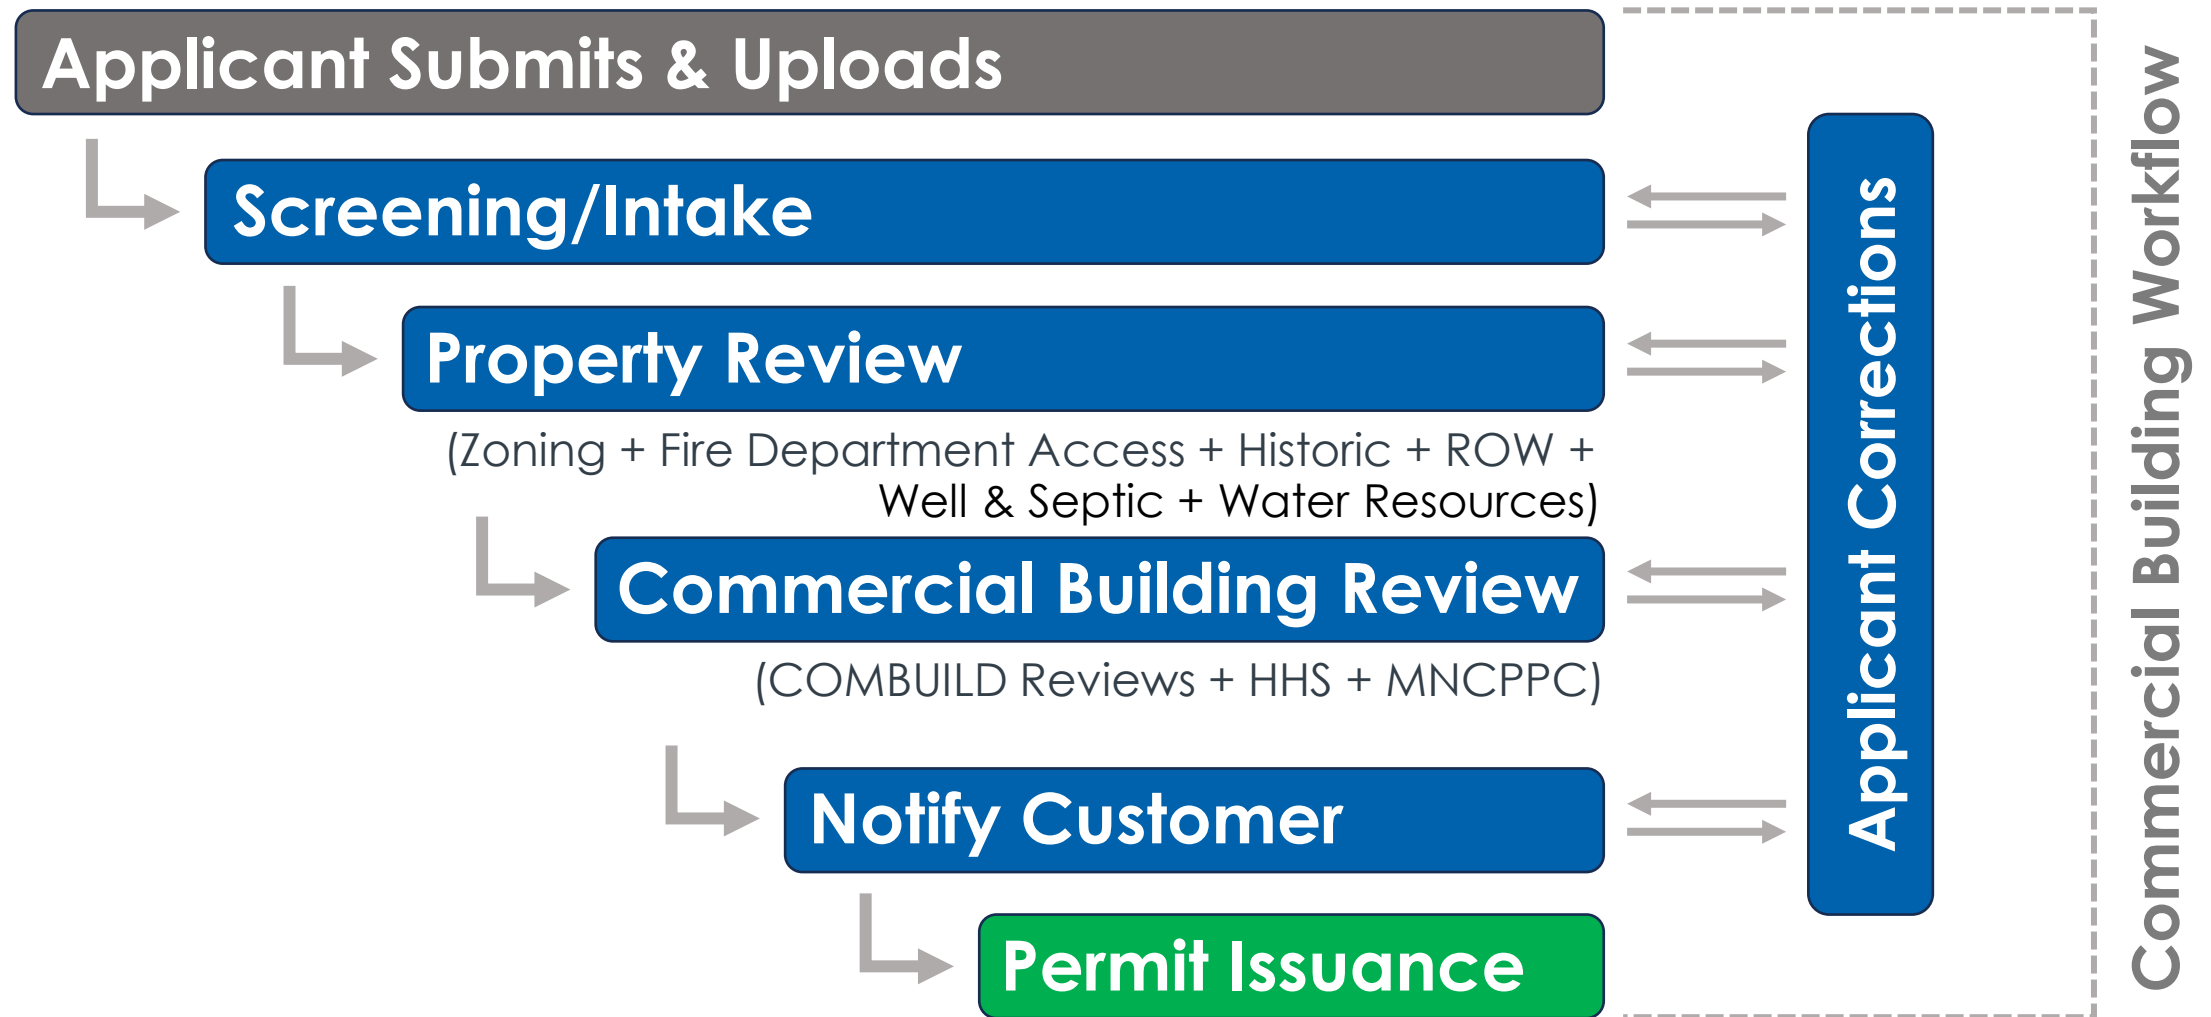 Applicant Submits & Uploads
Screening/Intake
Property Review
(Zoning + Fire Department Access + Historic + ROW +
Well & Septic + Water Resources)
Commercial Building Review
(COMBUILD Reviews + HHS + MNCPPC)
Notify Customer
Permit Issuance
Applicant Corrections
Commercial Building Workflow